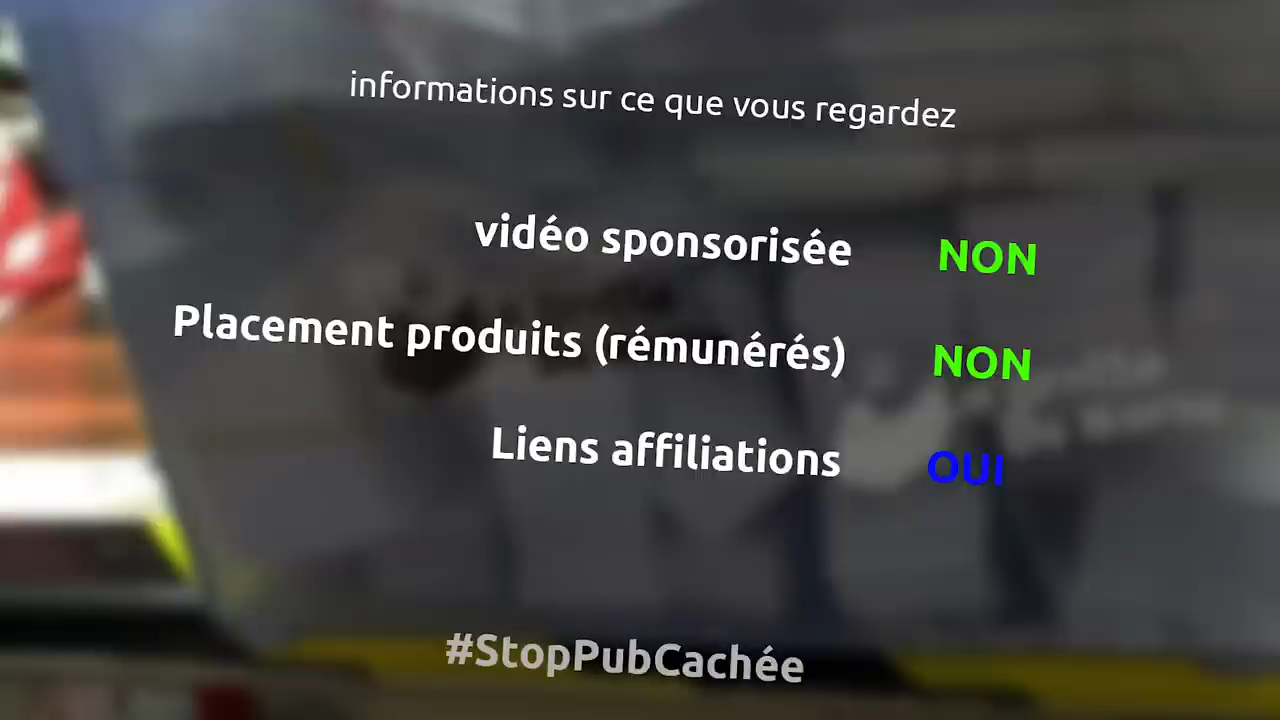 informations sur ce que vous regardez
vidéo sponsorisée NON
Placement produits (rémunérés) NON
Liens affiliations OUI
#StopPubCachée